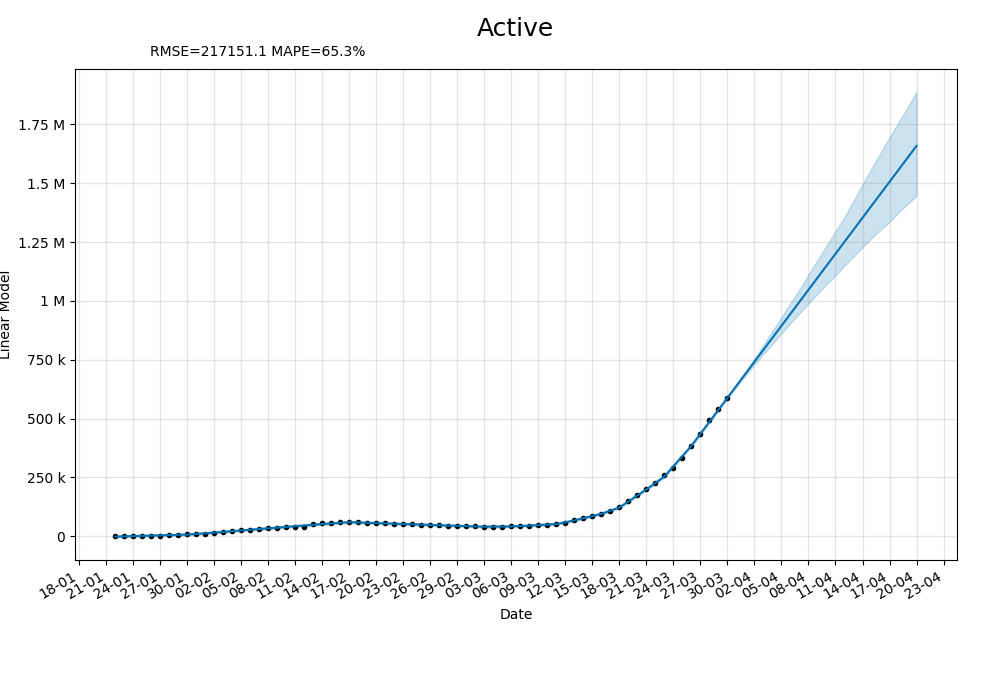 Active
RMSE=217151.1 MAPE=65.3%
Linear Model
1.75 M
1.5 M
1.25 M
1 M
750 k
500 k
250 k
0
18-01 21-01 24-01 27-01 30-01 02-02 05-02 08-02 11-02 14-02 17-02 20-02 23-02 26-02 29-02 03-03 06-03 09-03 12-03 15-03 18-03 21-03 24-03 27-03 30-03 02-04 05-04 08-04 11-04 14-04 17-04 20-04 23-04
Date